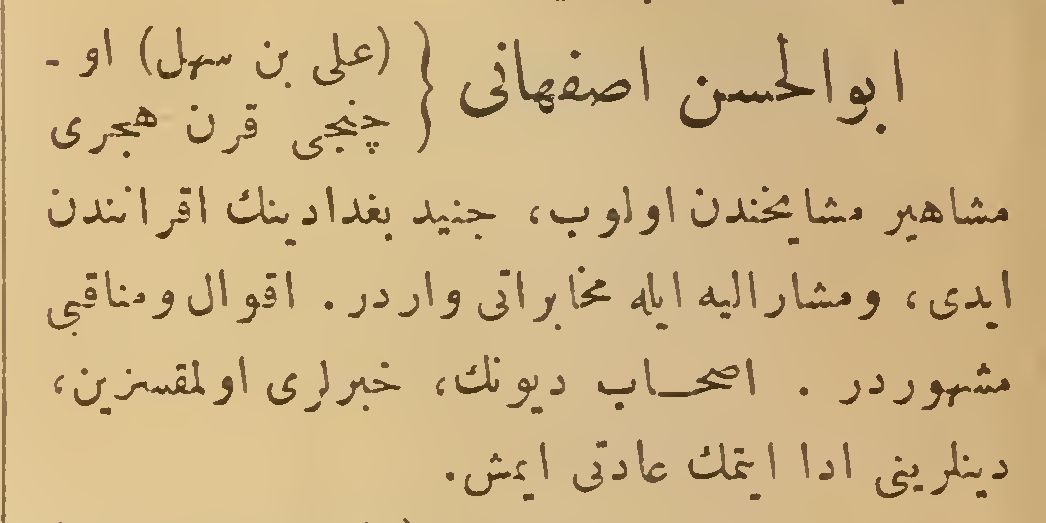 ابوالحسن اصفهانی { (علی بن سهل) او-
چنجی قرن هجری
مشاهیر مشایخندن اولوب، جنید بغدادینك اقرانندن
ایدی، ومشارالیه ایله مخابراتی واردر. اقوال ومناقبی
مشهوردر. اصحاب دیونك، خبرلری اولمقسزین،
دینلرینی ادا ایتمك عادتی ایمش.